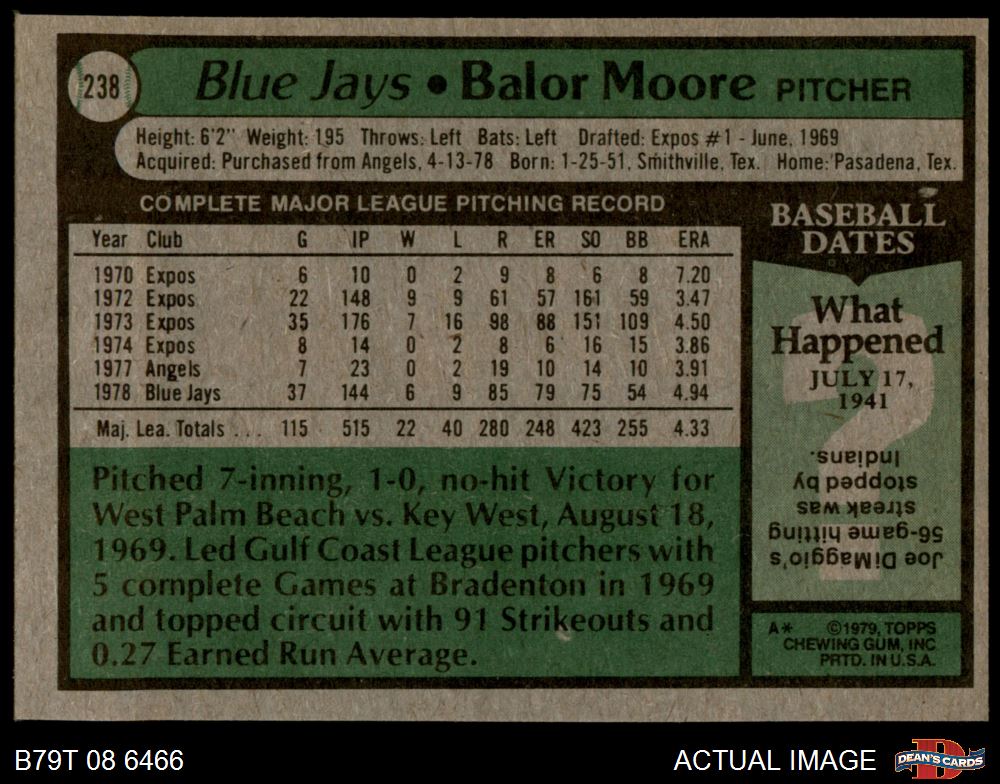 238
Blue Jays • Balor Moore PITCHER
Height: 6'2" Weight: 195 Throws: Left Bats: Left Drafted: Expos #1 - June, 1969
Acquired: Purchased from Angels, 4-13-78 Born: 1-25-51, Smithville, Tex. Home: Pasadena, Tex.
COMPLETE MAJOR LEAGUE PITCHING RECORD
Year Club G IP W L R ER SO BB ERA
1970 Expos 6 10 0 2 9 8 6 8 7.20
1972 Expos 22 148 9 9 61 57 161 59 3.47
1973 Expos 35 176 7 16 98 88 151 109 4.50
1974 Expos 8 14 0 2 8 6 16 15 3.86
1977 Angels 7 23 0 2 19 10 14 10 3.91
1978 Blue Jays 37 144 6 9 85 79 75 54 4.94
Maj. Lea. Totals ... 115 515 22 40 280 248 423 255 4.33
Pitched 7-inning, 1-0, no-hit Victory for
West Palm Beach vs. Key West, August 18,
1969. Led Gulf Coast League pitchers with
5 complete Games at Bradenton in 1969
and topped circuit with 91 Strikeouts and
0.27 Earned Run Average.
BASEBALL
DATES
What
Happened
JULY 17,
1941
?
Joe DiMaggio's
56-game hitting
streak was
stopped by
Indians.
A* ©1979, TOPPS
CHEWING GUM, INC
PRTD. IN U.S.A.
B79T 08 6466
ACTUAL IMAGE
D
DEAN'S CARDS